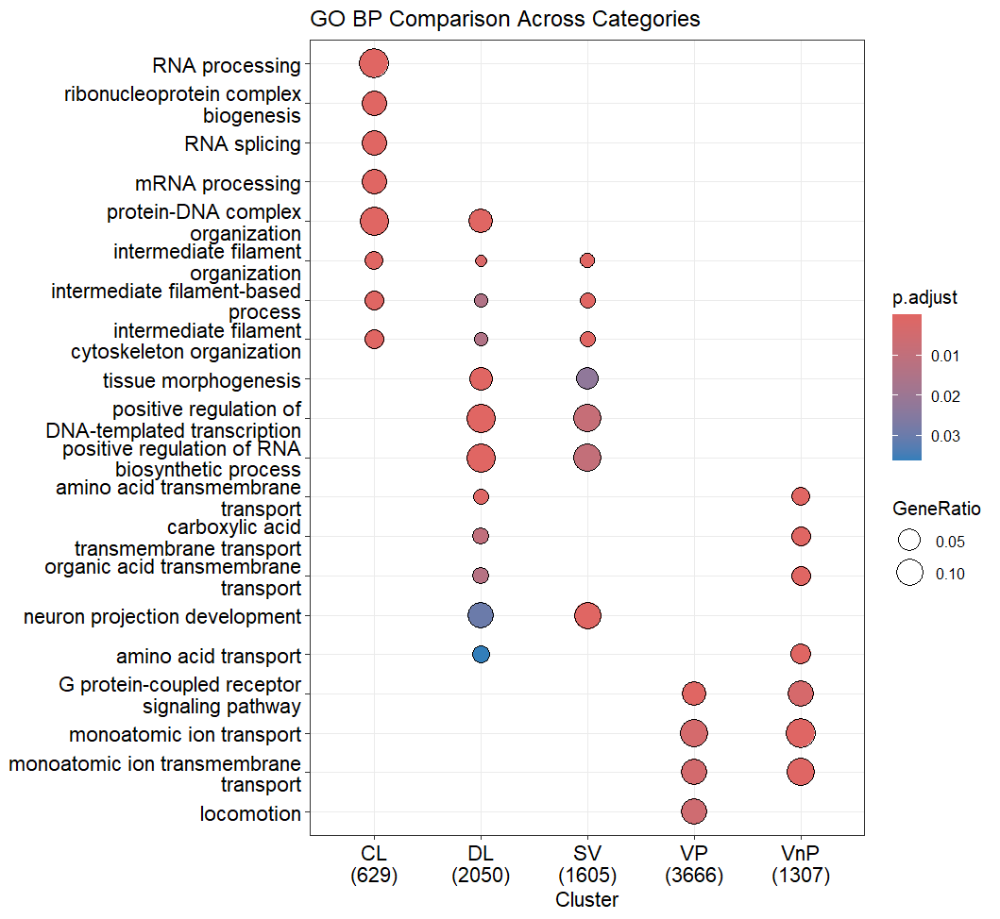 GO BP Comparison Across Categories
RNA processing
ribonucleoprotein complex
biogenesis
RNA splicing
mRNA processing
protein-DNA complex
organization
intermediate filament
organization
intermediate filament-based
process
intermediate filament
cytoskeleton organization
tissue morphogenesis
positive regulation of
DNA-templated transcription
positive regulation of RNA
biosynthetic process
amino acid transmembrane
transport
carboxylic acid
transmembrane transport
organic acid transmembrane
transport
neuron projection development
amino acid transport
G protein-coupled receptor
signaling pathway
monoatomic ion transport
monoatomic ion transmembrane
transport
locomotion
CL
(629)
DL
(2050)
SV
(1605)
VP
(3666)
VnP
(1307)
Cluster
p.adjust
0.01
0.02
0.03
GeneRatio
0.05
0.10